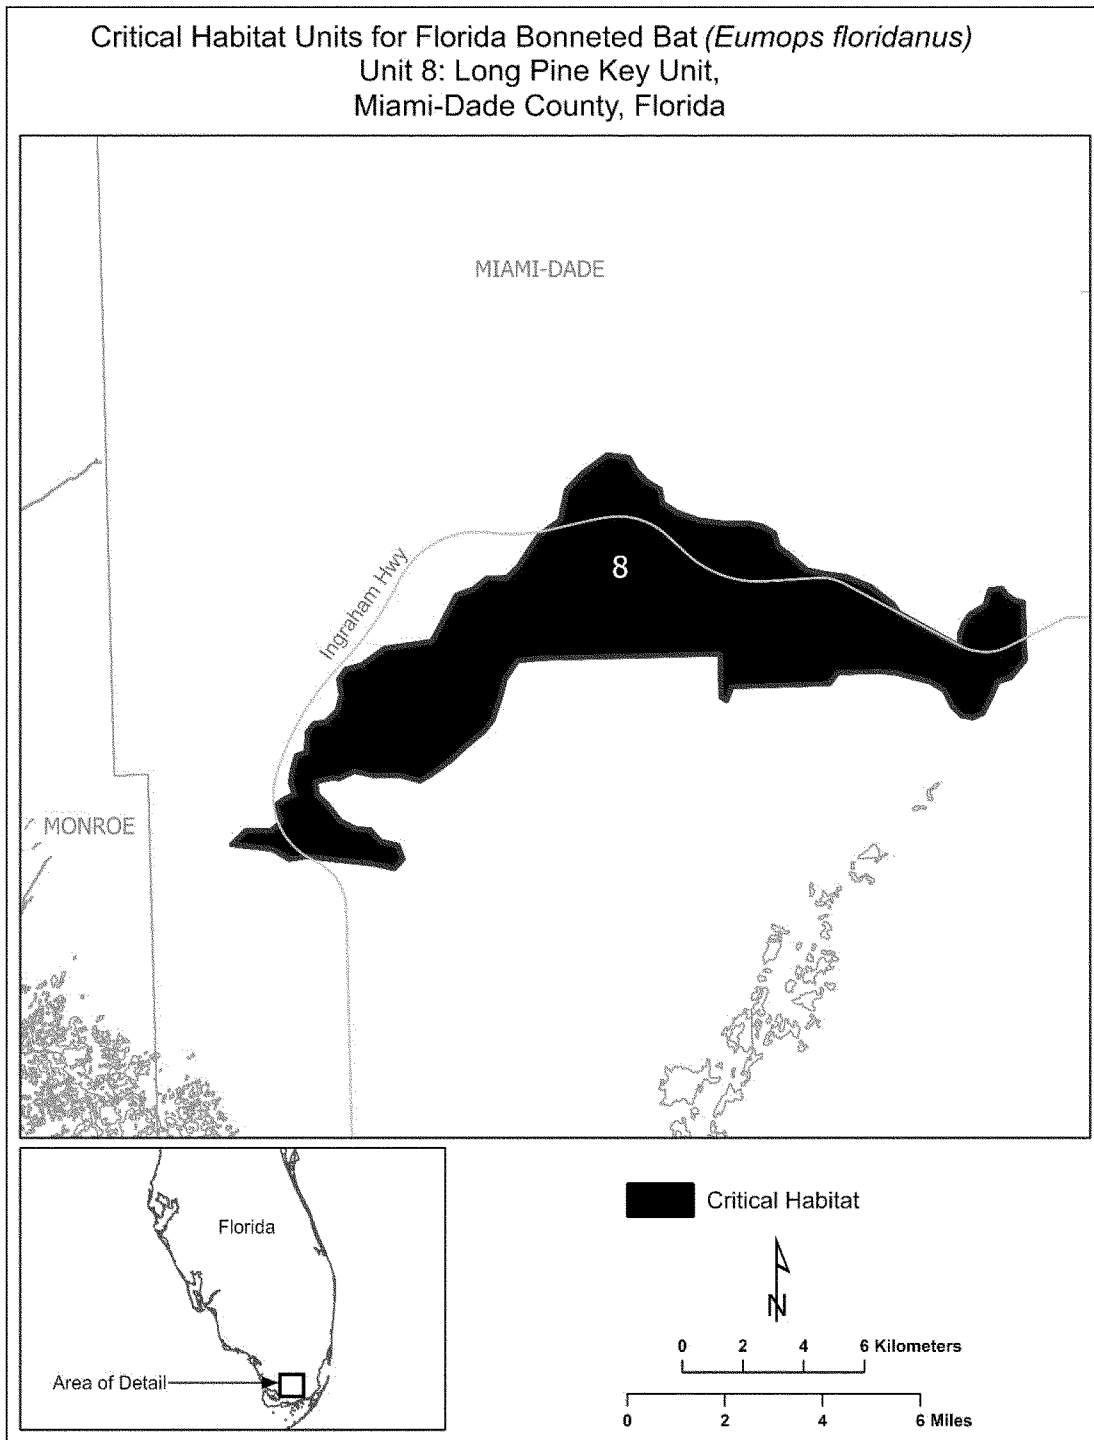 Critical Habitat Units for Florida Bonneted Bat (Eumops floridanus)
Unit 8: Long Pine Key Unit,
Miami-Dade County, Florida
MIAMI-DADE
Ingraham Hwy
8
MONROE
Florida
Area of Detail
Critical Habitat
N
0 2 4 6 Kilometers
0 2 4 6 Miles